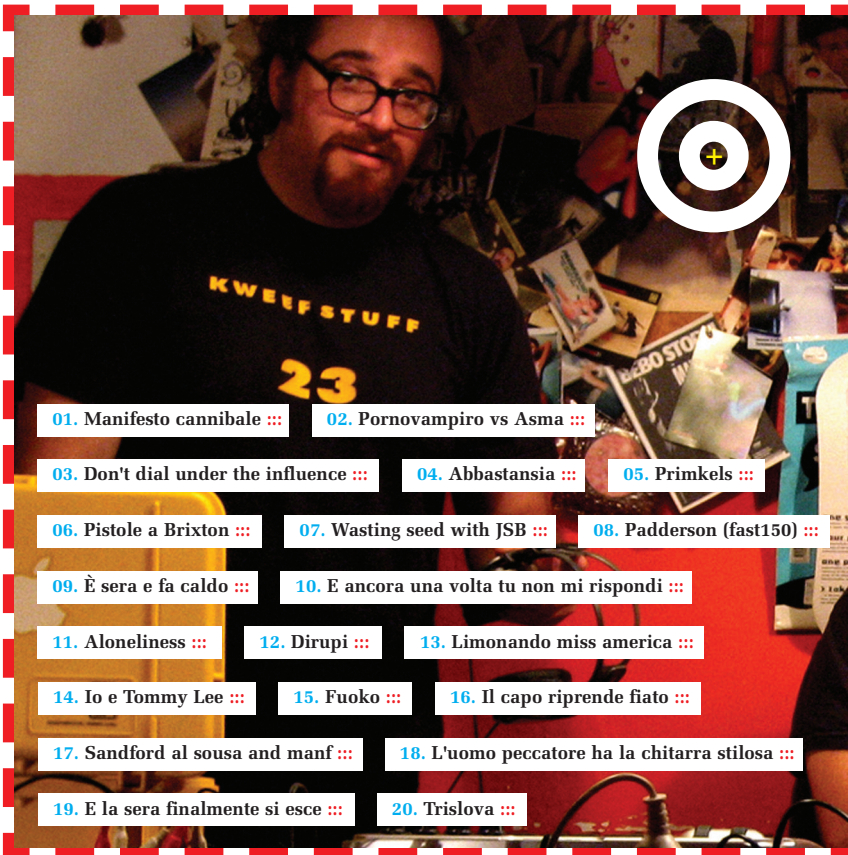 KWEEFSTUFF
23
BEBO STORM
01. Manifesto cannibale ::: 02. Pornovampiro vs Asma :::
03. Don't dial under the influence ::: 04. Abbastansia ::: 05. Primkels :::
06. Pistole a Brixton ::: 07. Wasting seed with JSB ::: 08. Padderson (fast150) :::
09. È sera e fa caldo ::: 10. E ancora una volta tu non mi rispondi :::
11. Aloneliness ::: 12. Dirupi ::: 13. Limonando miss america :::
14. Io e Tommy Lee ::: 15. Fuoko ::: 16. Il capo riprende fiato :::
17. Sandford al sousa and manf ::: 18. L'uomo peccatore ha la chitarra stilosa :::
19. E la sera finalmente si esce ::: 20. Trislova :::